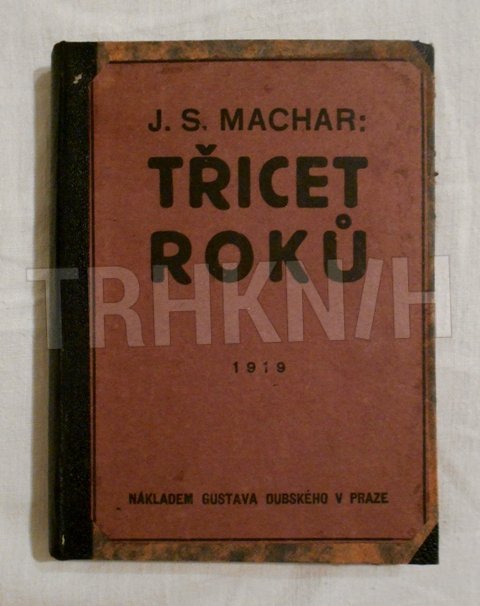 J. S. MACHAR:
TŘICET
ROKŮ
TRHKNIH
1919
NÁKLADEM GUSTAVA DUBSKÉHO V PRAZE